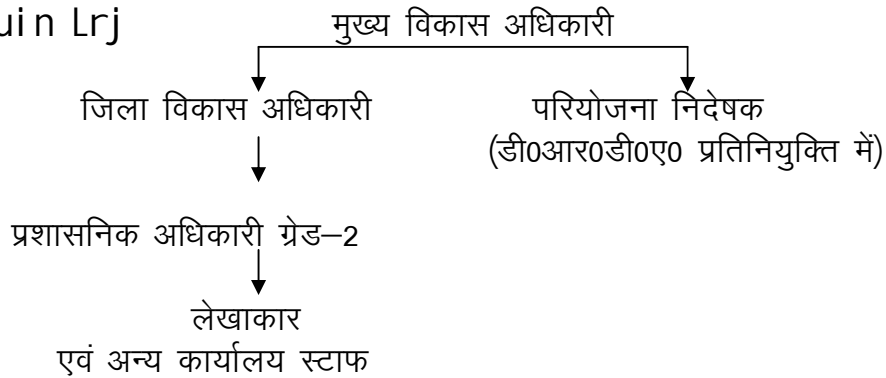 uin Lrj
मुख्य विकास अधिकारी
जिला विकास अधिकारी
परियोजना निदेषक
(डी0आर0डी0ए0 प्रतिनियुक्ति में)
प्रशासनिक अधिकारी ग्रेड–2
लेखाकार
एवं अन्य कार्यालय स्टाफ